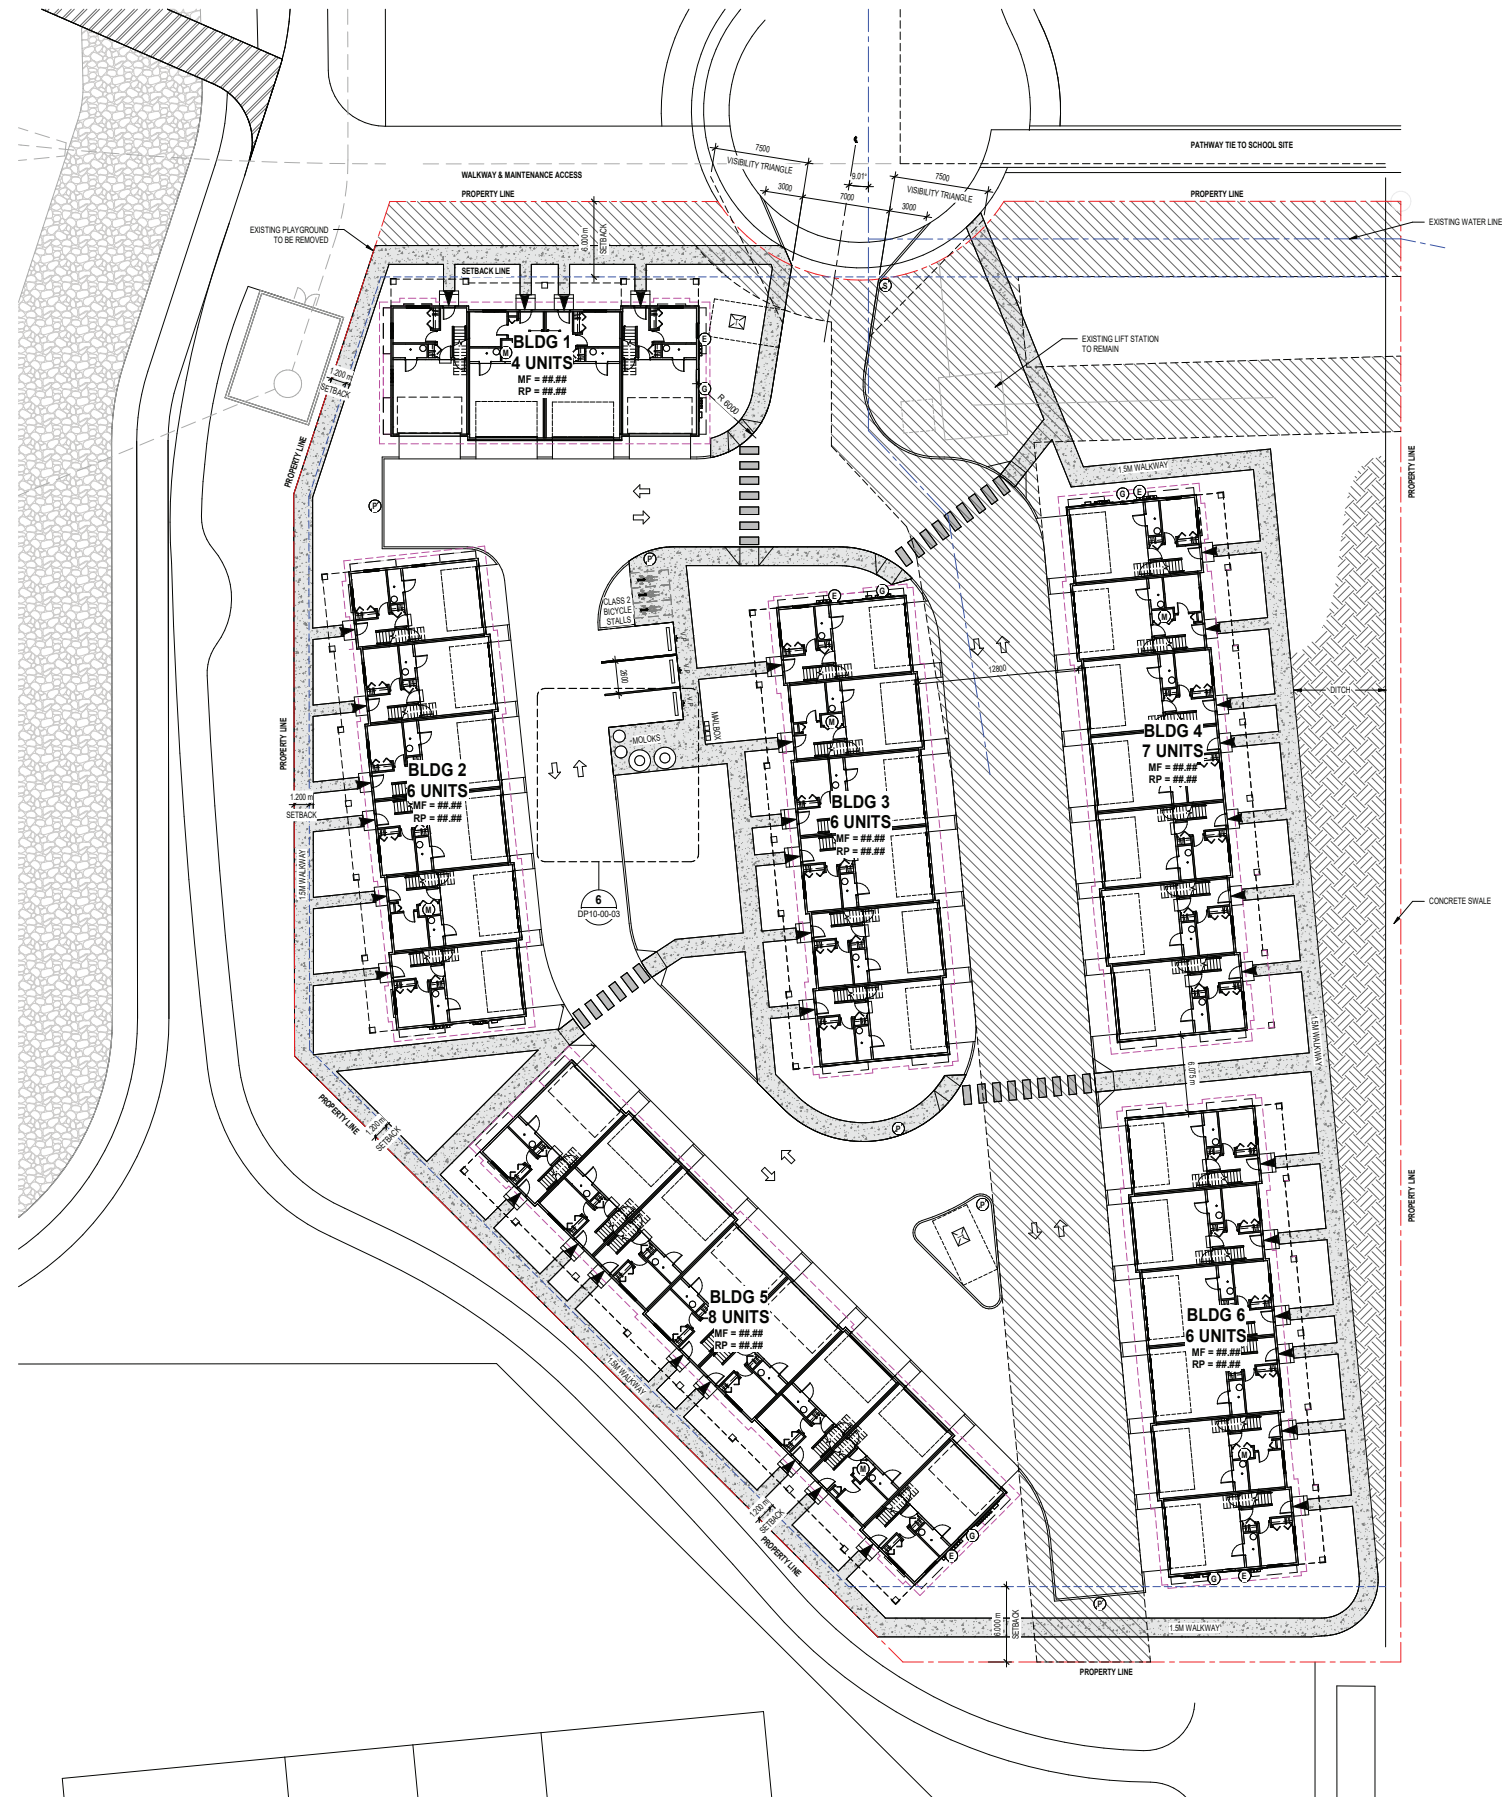 7500
VISIBILITY TRIANGLE
3000
9.01°
7000
7500
VISIBILITY TRIANGLE
3000
PATHWAY TIE TO SCHOOL SITE
WALKWAY & MAINTENANCE ACCESS
PROPERTY LINE
PROPERTY LINE
EXISTING WATER LINE
EXISTING PLAYGROUND
TO BE REMOVED
6.000 m
SETBACK
SETBACK LINE
S
EXISTING LIFT STATION
TO REMAIN
BLDG 1
4 UNITS
MF = ##.##
RP = ##.##
M
E
G
R 6000
1.200 m
SETBACK
PROPERTY LINE
P
1.5M WALKWAY
PROPERTY LINE
G
E
P
CLASS 2
BICYCLE
STALLS
E
G
M
2600
V.P.
V.P.
12800
MAILBOX
MOLOKS
M
DITCH
PROPERTY LINE
BLDG 2
6 UNITS
MF = ##.##
RP = ##.##
M
BLDG 3
6 UNITS
MF = ##.##
RP = ##.##
BLDG 4
7 UNITS
MF = ##.##
RP = ##.##
1.200 m
SETBACK
1.5M WALKWAY
6
DP10-00-03
CONCRETE SWALE
1.5M WALKWAY
6.075 m
PROPERTY LINE
1.200 m
SETBACK
P
P
PROPERTY LINE
BLDG 5
8 UNITS
MF = ##.##
RP = ##.##
BLDG 6
6 UNITS
MF = ##.##
RP = ##.##
1.5M WALKWAY
M
M
1.200 m
SETBACK
PROPERTY LINE
G
E
G
E
P
6.000 m
SETBACK
1.5M WALKWAY
PROPERTY LINE